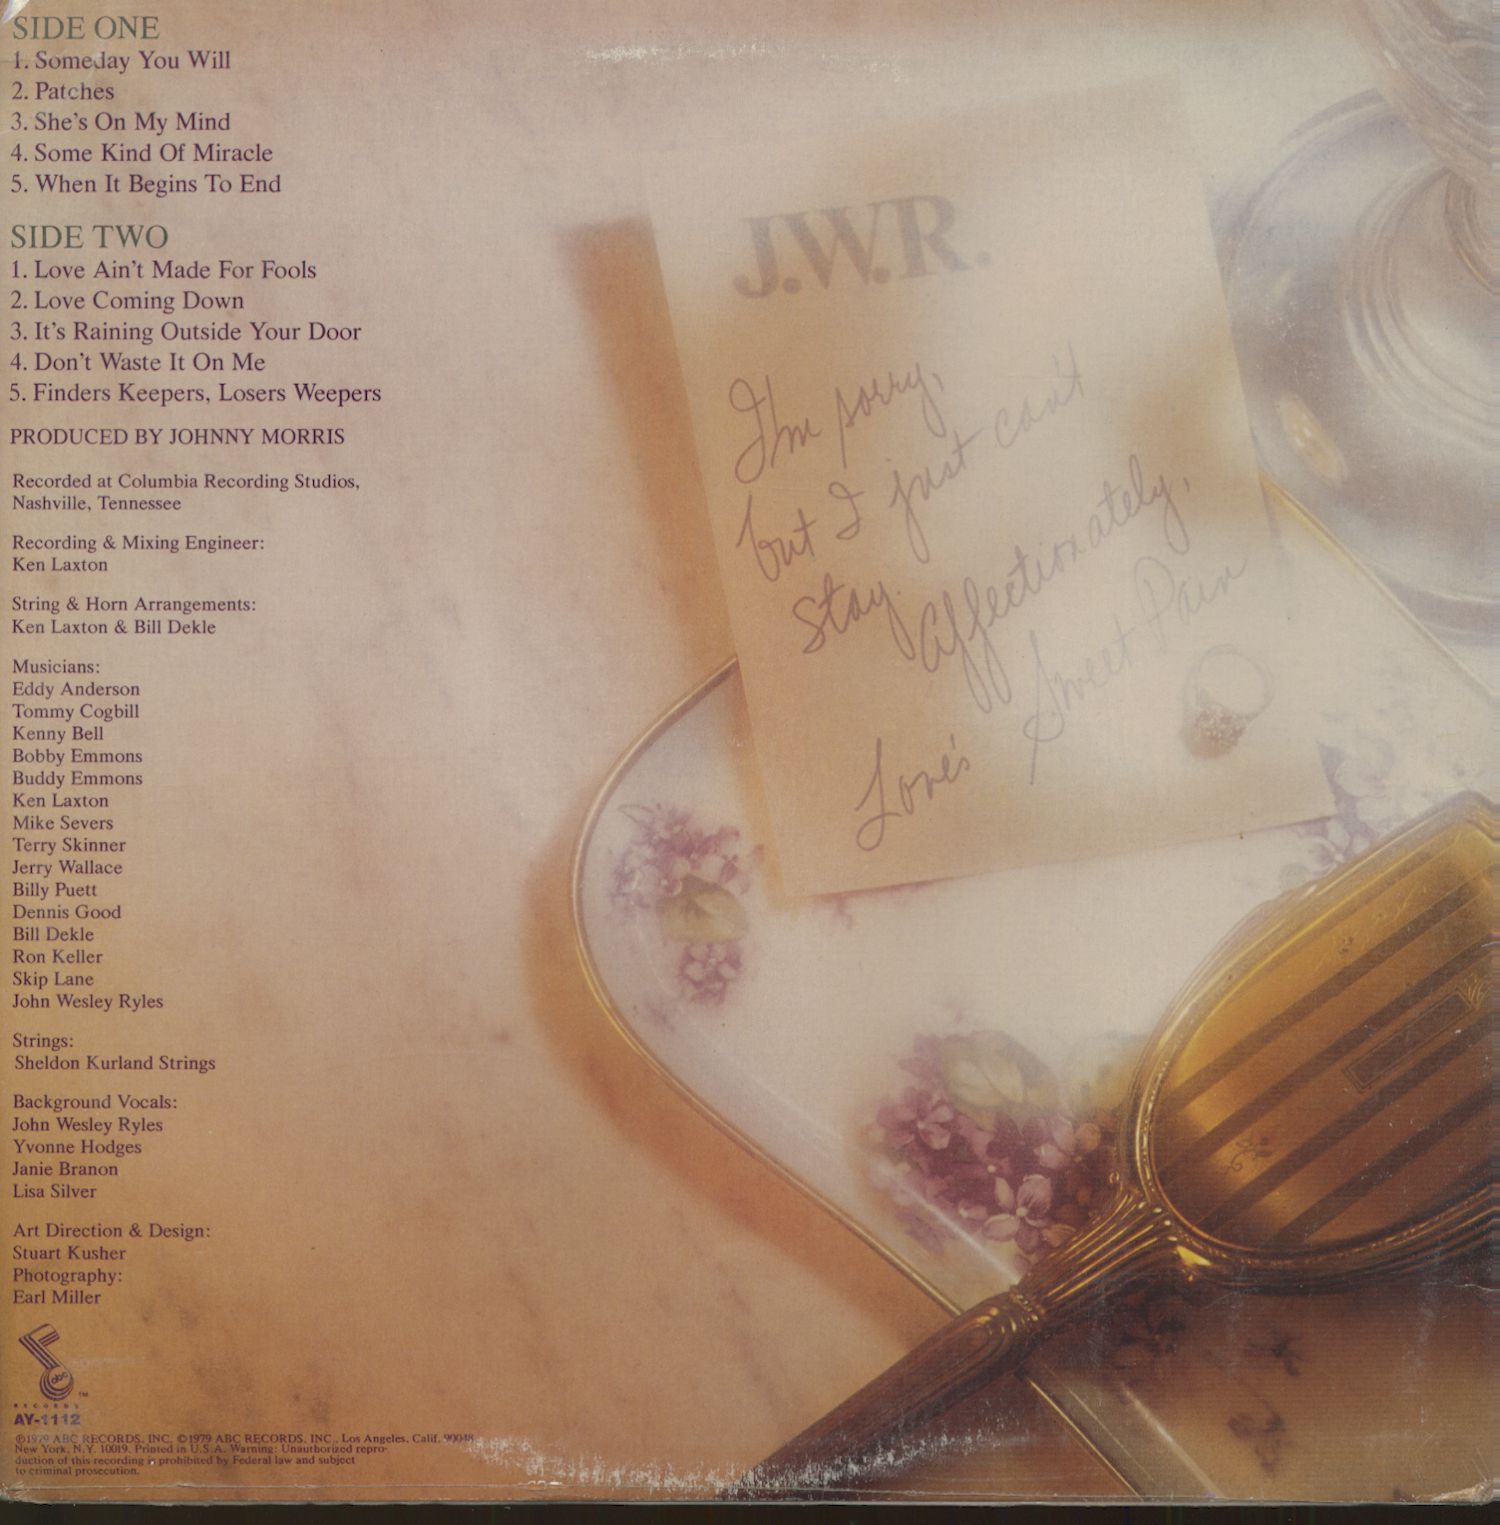 SIDE ONE
1. Someday You Will
2. Patches
3. She's On My Mind
4. Some Kind Of Miracle
5. When It Begins To End
SIDE TWO
1. Love Ain't Made For Fools
2. Love Coming Down
3. It's Raining Outside Your Door
4. Don't Waste It On Me
5. Finders Keepers, Losers Weepers
PRODUCED BY JOHNNY MORRIS
Recorded at Columbia Recording Studios,
Nashville, Tennessee
Recording & Mixing Engineer:
Ken Laxton
String & Horn Arrangements:
Ken Laxton & Bill Dekle
Musicians:
Eddy Anderson
Tommy Cogbill
Kenny Bell
Bobby Emmons
Buddy Emmons
Ken Laxton
Mike Severs
Terry Skinner
Jerry Wallace
Billy Puett
Dennis Good
Bill Dekle
Ron Keller
Skip Lane
John Wesley Ryles
Strings:
Sheldon Kurland Strings
Background Vocals:
John Wesley Ryles
Yvonne Hodges
Janie Branon
Lisa Silver
Art Direction & Design:
Stuart Kusher
Photography:
Earl Miller
abc
TM
RECORDS
AY-1112
℗1979 ABC RECORDS, INC. ©1979 ABC RECORDS, INC., Los Angeles, Calif. 90048
New York, N.Y. 10019. Printed in U.S.A. Warning: Unauthorized repro-
duction of this recording is prohibited by Federal law and subject
to criminal prosecution.
J.W.R.
I'm sorry,
but I just can't
stay.
Affectionately,
Love's Sweet Pain